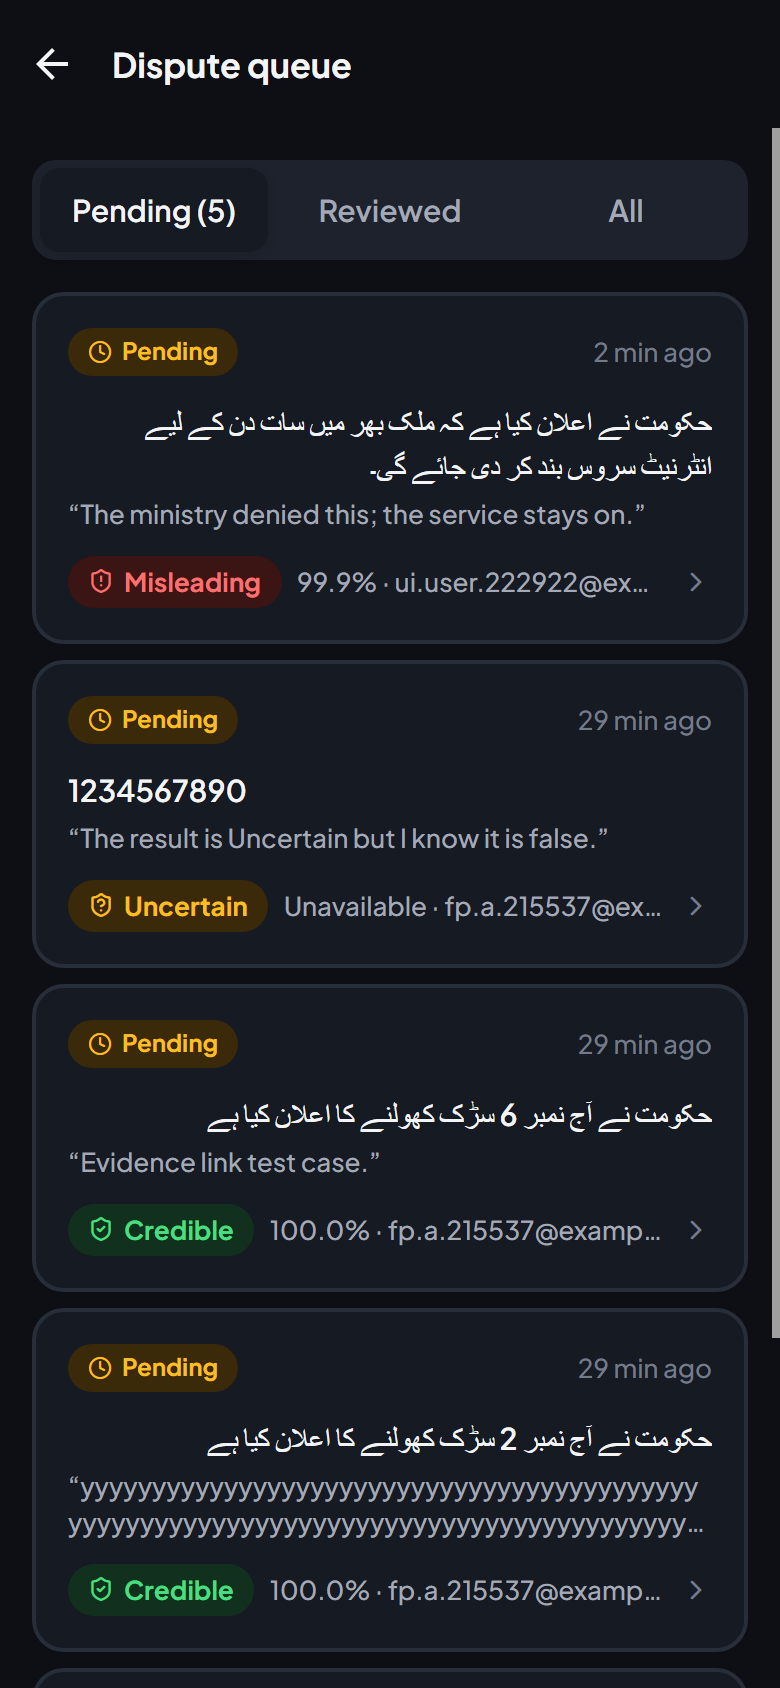 Dispute queue
Pending (5)
Reviewed
All
Pending
2 min ago
حکومت نے اعلان کیا ہے کہ ملک بھر میں سات دن کے لیے
انٹرنیٹ سروس بند کر دی جائے گی۔
“The ministry denied this; the service stays on.”
Misleading
99.9% · ui.user.222922@ex...
Pending
29 min ago
1234567890
“The result is Uncertain but I know it is false.”
Uncertain
Unavailable · fp.a.215537@ex...
Pending
29 min ago
حکومت نے آج نمبر 6 سڑک کھولنے کا اعلان کیا ہے
“Evidence link test case.”
Credible
100.0% · fp.a.215537@examp...
Pending
29 min ago
حکومت نے آج نمبر 2 سڑک کھولنے کا اعلان کیا ہے
“yyyyyyyyyyyyyyyyyyyyyyyyyyyyyyyyyyyyyyyyyyy
yyyyyyyyyyyyyyyyyyyyyyyyyyyyyyyyyyyyyyyyyyy...
Credible
100.0% · fp.a.215537@examp...